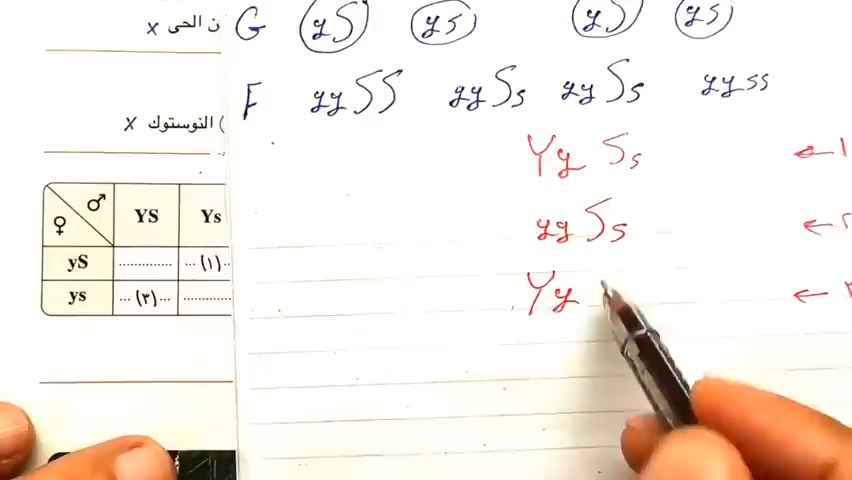 ن الحى X
G yS ys yS ys
F yySS yySs yySs yyss
) النوستوك X
YySs ← ١
♂ ♀ YS Ys
yySs ←
yS ............. ...(١)..
ys ...(٣)... .............
Yy ←